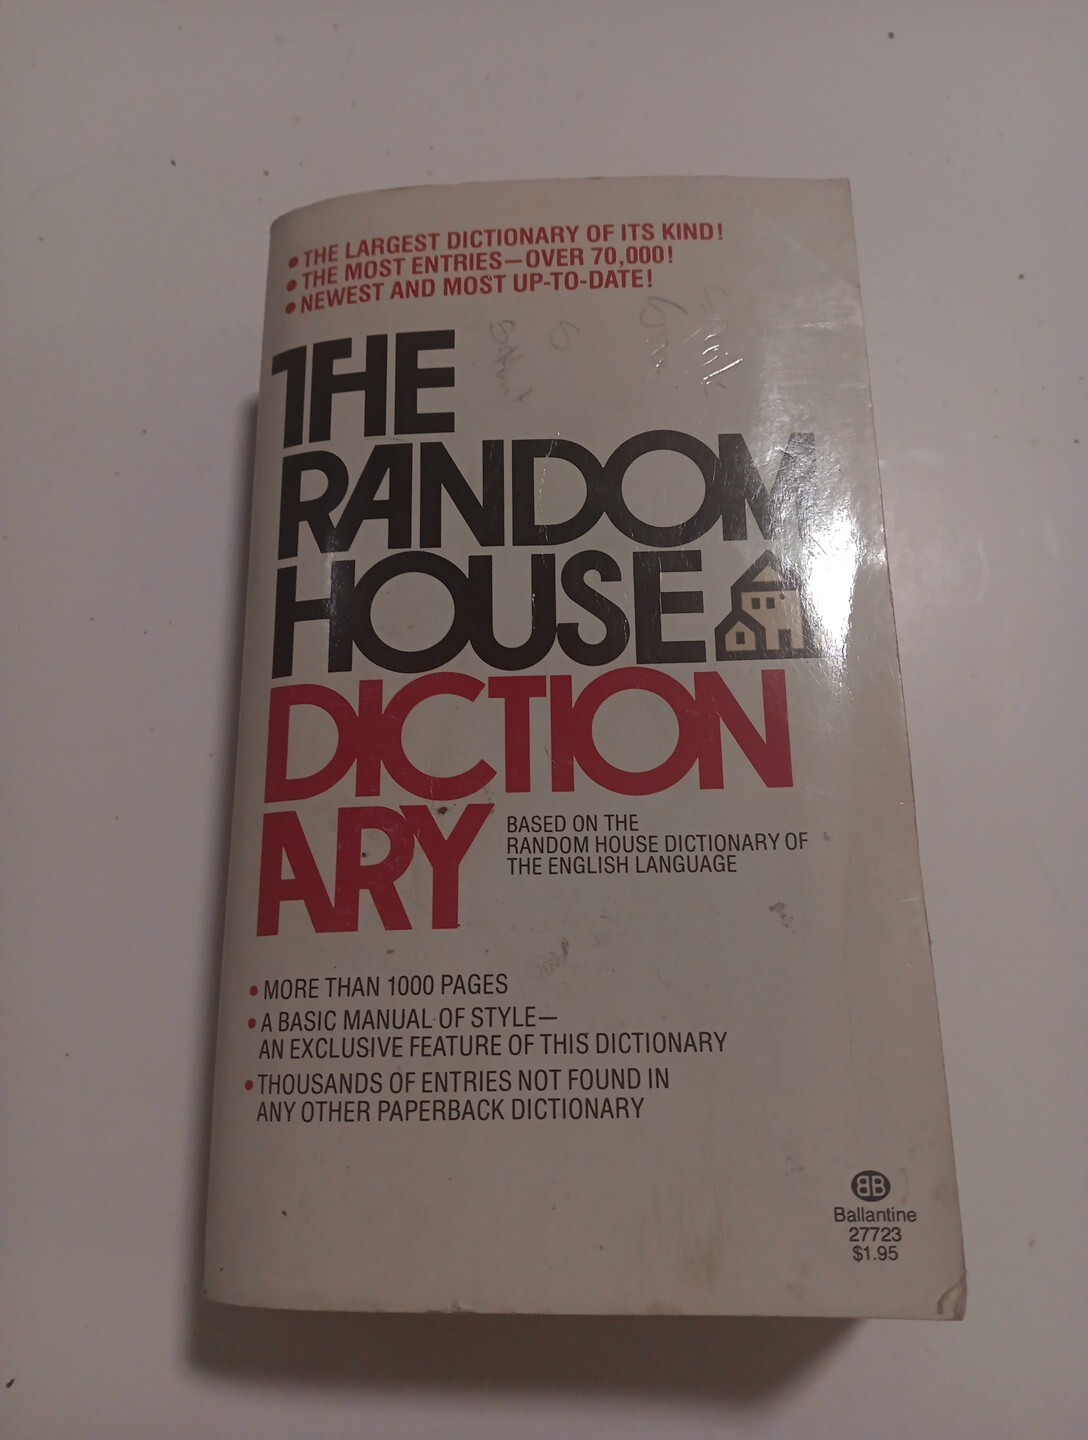 • THE LARGEST DICTIONARY OF ITS KIND!
• THE MOST ENTRIES—OVER 70,000!
• NEWEST AND MOST UP-TO-DATE!
THE
RANDOM
HOUSE
DICTION
ARY
BASED ON THE
RANDOM HOUSE DICTIONARY OF
THE ENGLISH LANGUAGE
• MORE THAN 1000 PAGES
• A BASIC MANUAL OF STYLE—
AN EXCLUSIVE FEATURE OF THIS DICTIONARY
• THOUSANDS OF ENTRIES NOT FOUND IN
ANY OTHER PAPERBACK DICTIONARY
BB
Ballantine
27723
$1.95